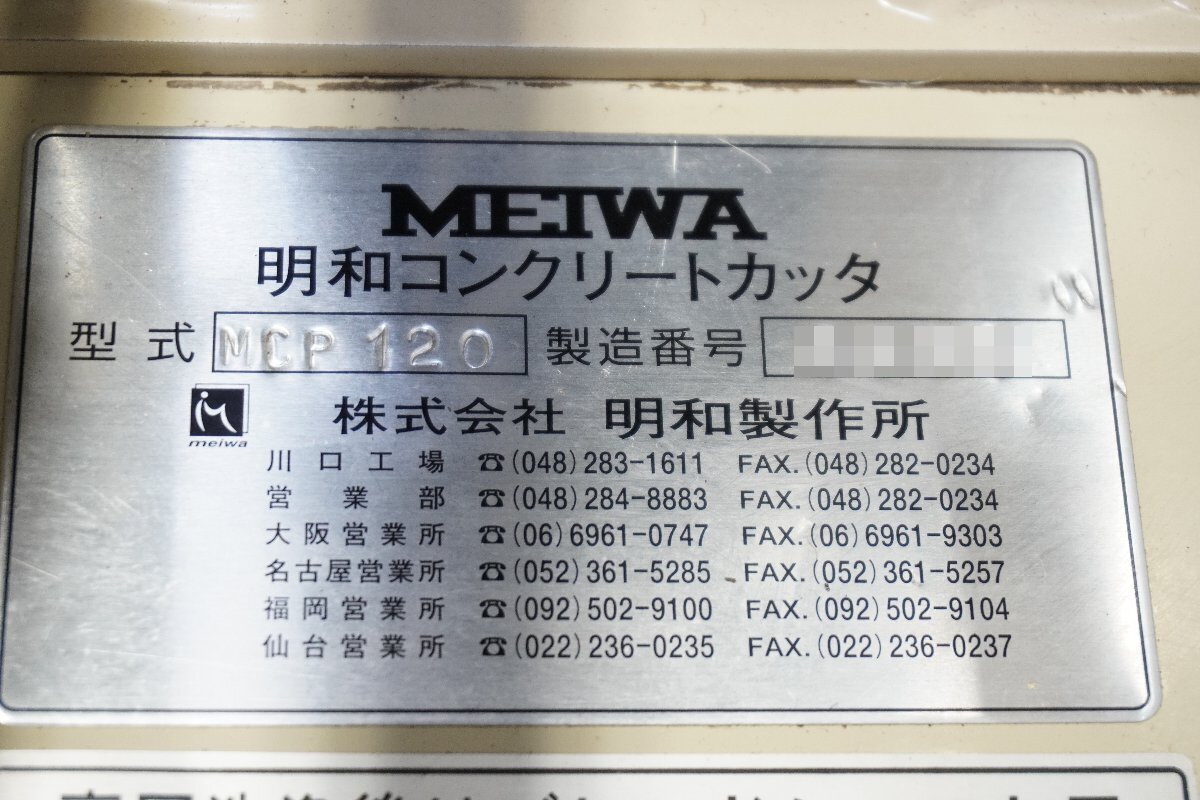 MEIWA
明和コンクリートカッタ
型式 MCP 120 製造番号
meiwa
株式会社 明和製作所
川口工場 ☎(048)283-1611 FAX.(048)282-0234
営業部 ☎(048)284-8883 FAX.(048)282-0234
大阪営業所 ☎(06)6961-0747 FAX.(06)6961-9303
名古屋営業所 ☎(052)361-5285 FAX.(052)361-5257
福岡営業所 ☎(092)502-9100 FAX.(092)502-9104
仙台営業所 ☎(022)236-0235 FAX.(022)236-0237